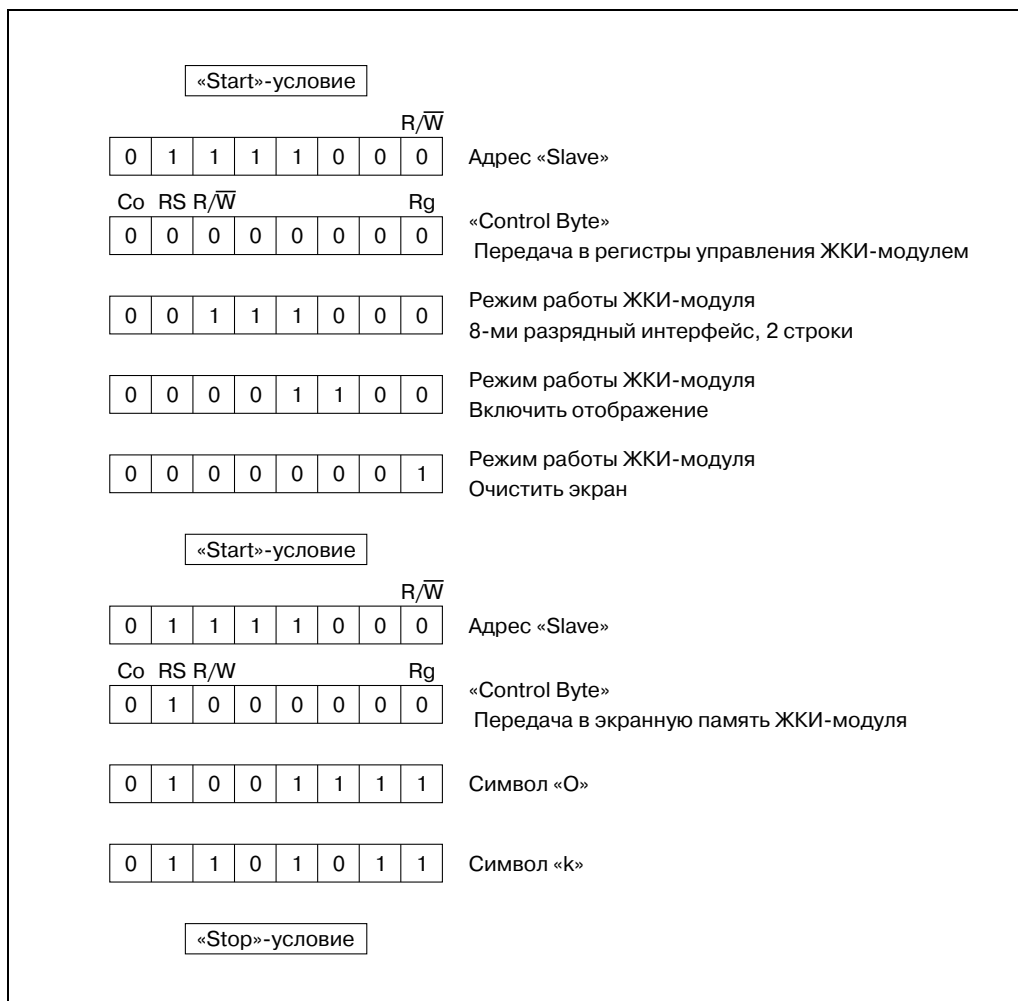 «Start»-условие
R/W̅
0 1 1 1 1 0 0 0 Адрес «Slave»
Co RS R/W̅ Rg
0 0 0 0 0 0 0 0 «Control Byte»
Передача в регистры управления ЖКИ-модулем
0 0 1 1 1 0 0 0 Режим работы ЖКИ-модуля
8-ми разрядный интерфейс, 2 строки
0 0 0 0 1 1 0 0 Режим работы ЖКИ-модуля
Включить отображение
0 0 0 0 0 0 0 1 Режим работы ЖКИ-модуля
Очистить экран
«Start»-условие
R/W̅
0 1 1 1 1 0 0 0 Адрес «Slave»
Co RS R/W Rg
0 1 0 0 0 0 0 0 «Control Byte»
Передача в экранную память ЖКИ-модуля
0 1 0 0 1 1 1 1 Символ «O»
0 1 1 0 1 0 1 1 Символ «k»
«Stop»-условие